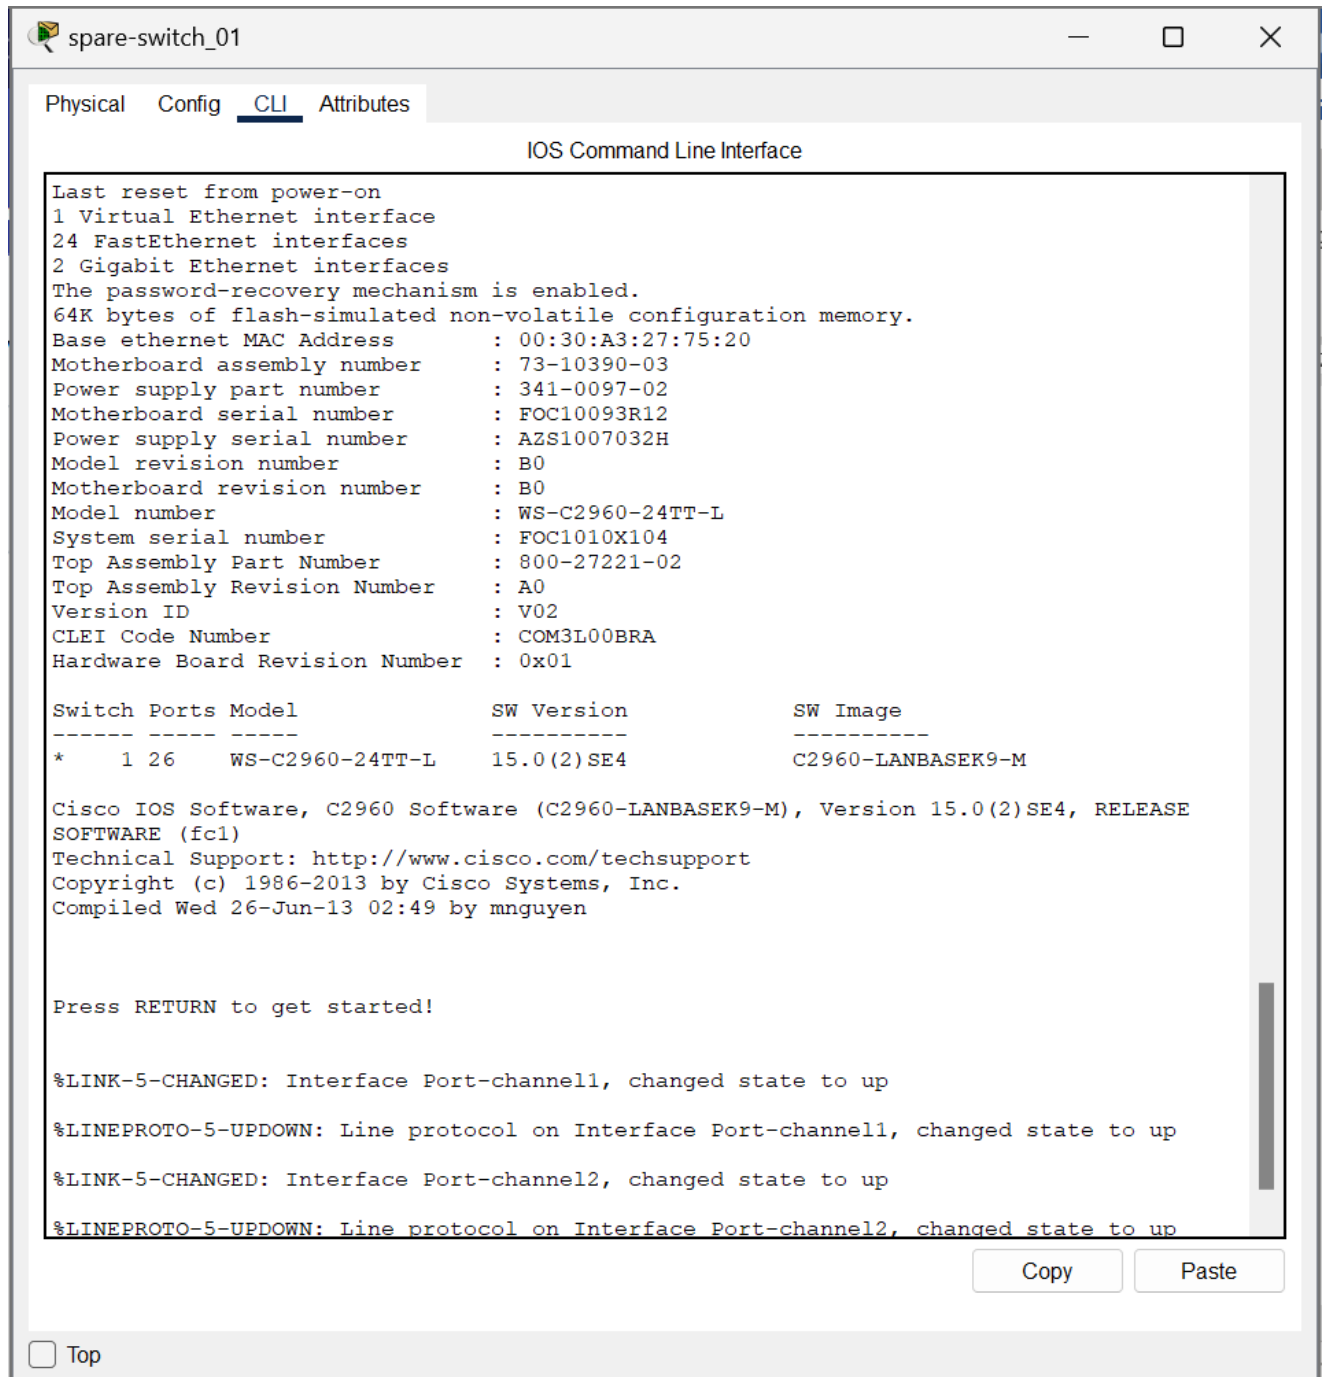 spare-switch_01
Physical Config CLI Attributes
IOS Command Line Interface
Last reset from power-on
1 Virtual Ethernet interface
24 FastEthernet interfaces
2 Gigabit Ethernet interfaces
The password-recovery mechanism is enabled.
64K bytes of flash-simulated non-volatile configuration memory.
Base ethernet MAC Address       : 00:30:A3:27:75:20
Motherboard assembly number     : 73-10390-03
Power supply part number        : 341-0097-02
Motherboard serial number       : FOC10093R12
Power supply serial number      : AZS1007032H
Model revision number           : B0
Motherboard revision number     : B0
Model number                    : WS-C2960-24TT-L
System serial number            : FOC1010X104
Top Assembly Part Number        : 800-27221-02
Top Assembly Revision Number    : A0
Version ID                      : V02
CLEI Code Number                : COM3L00BRA
Hardware Board Revision Number  : 0x01
Switch Ports Model              SW Version            SW Image
------ ----- -----              ----------            ----------
*    1 26    WS-C2960-24TT-L    15.0(2)SE4            C2960-LANBASEK9-M
Cisco IOS Software, C2960 Software (C2960-LANBASEK9-M), Version 15.0(2)SE4, RELEASE
SOFTWARE (fc1)
Technical Support: http://www.cisco.com/techsupport
Copyright (c) 1986-2013 by Cisco Systems, Inc.
Compiled Wed 26-Jun-13 02:49 by mnguyen
Press RETURN to get started!
%LINK-5-CHANGED: Interface Port-channel1, changed state to up
%LINEPROTO-5-UPDOWN: Line protocol on Interface Port-channel1, changed state to up
%LINK-5-CHANGED: Interface Port-channel2, changed state to up
%LINEPROTO-5-UPDOWN: Line protocol on Interface Port-channel2, changed state to up
Copy Paste
Top